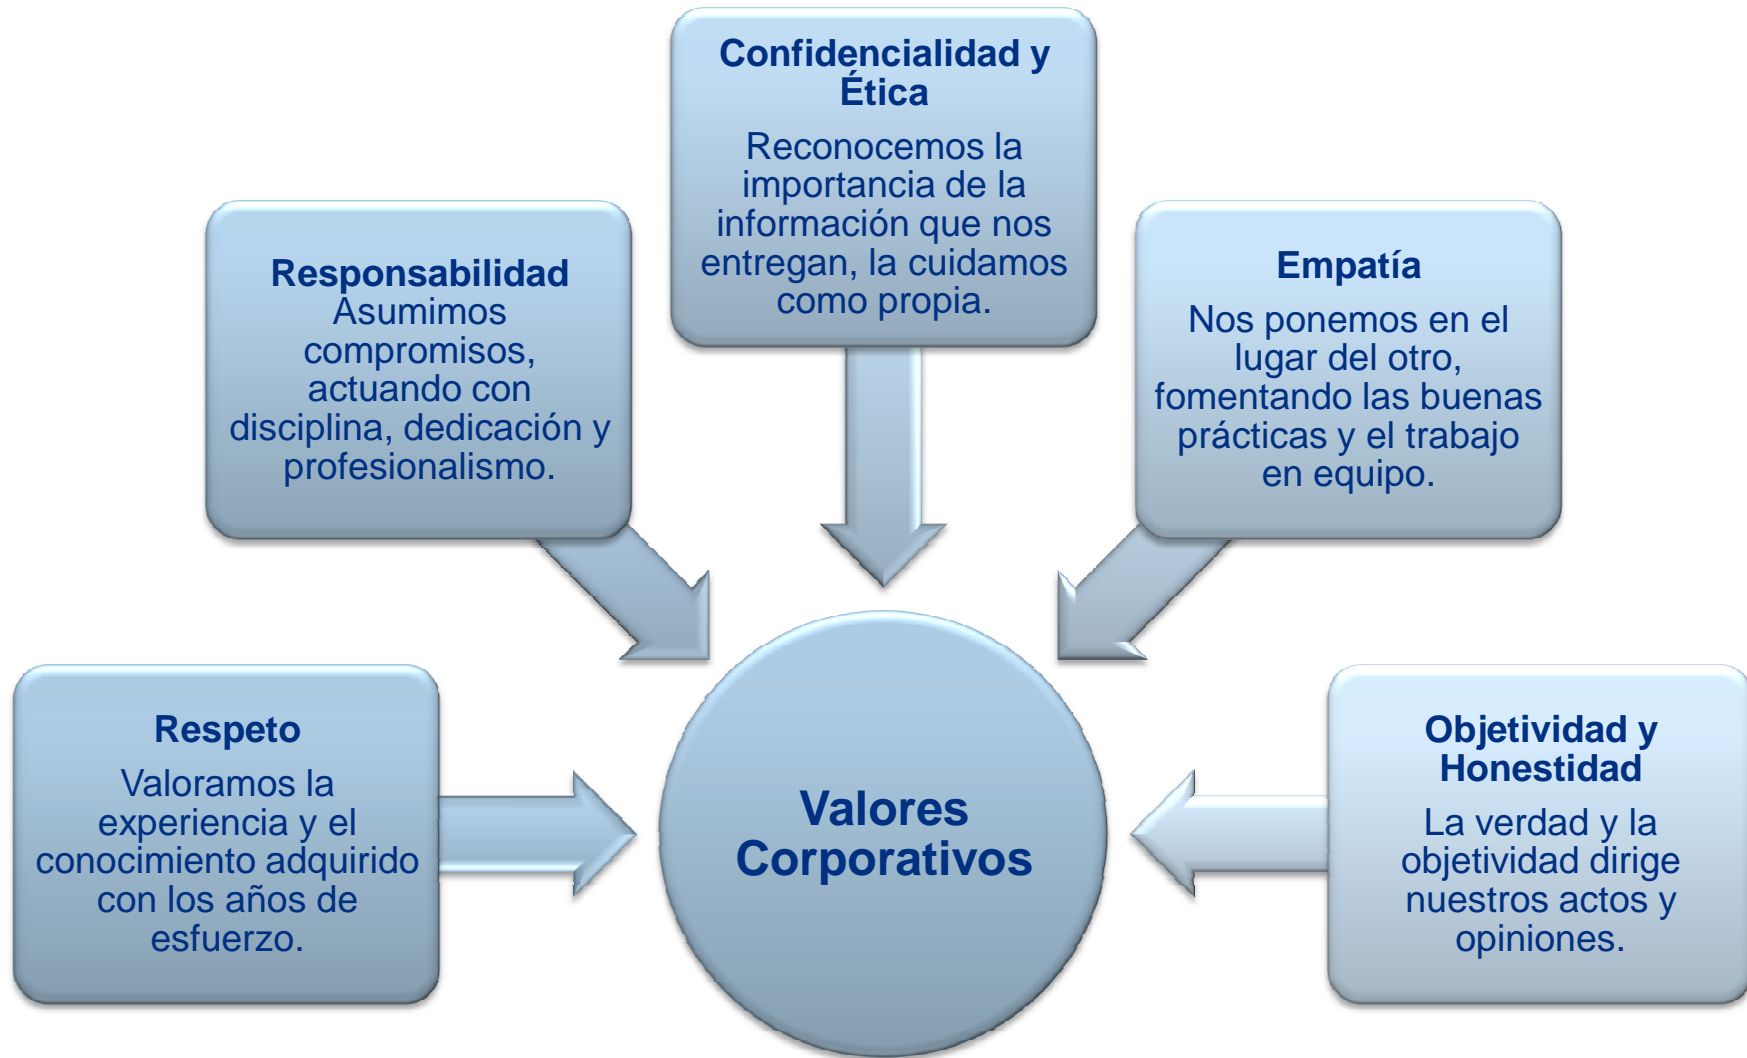 Confidencialidad y
Ética
Reconocemos la
importancia de la
información que nos
entregan, la cuidamos
como propia.
Responsabilidad
Asumimos
compromisos,
actuando con
disciplina, dedicación y
profesionalismo.
Empatía
Nos ponemos en el
lugar del otro,
fomentando las buenas
prácticas y el trabajo
en equipo.
Respeto
Valoramos la
experiencia y el
conocimiento adquirido
con los años de
esfuerzo.
Valores
Corporativos
Objetividad y
Honestidad
La verdad y la
objetividad dirige
nuestros actos y
opiniones.